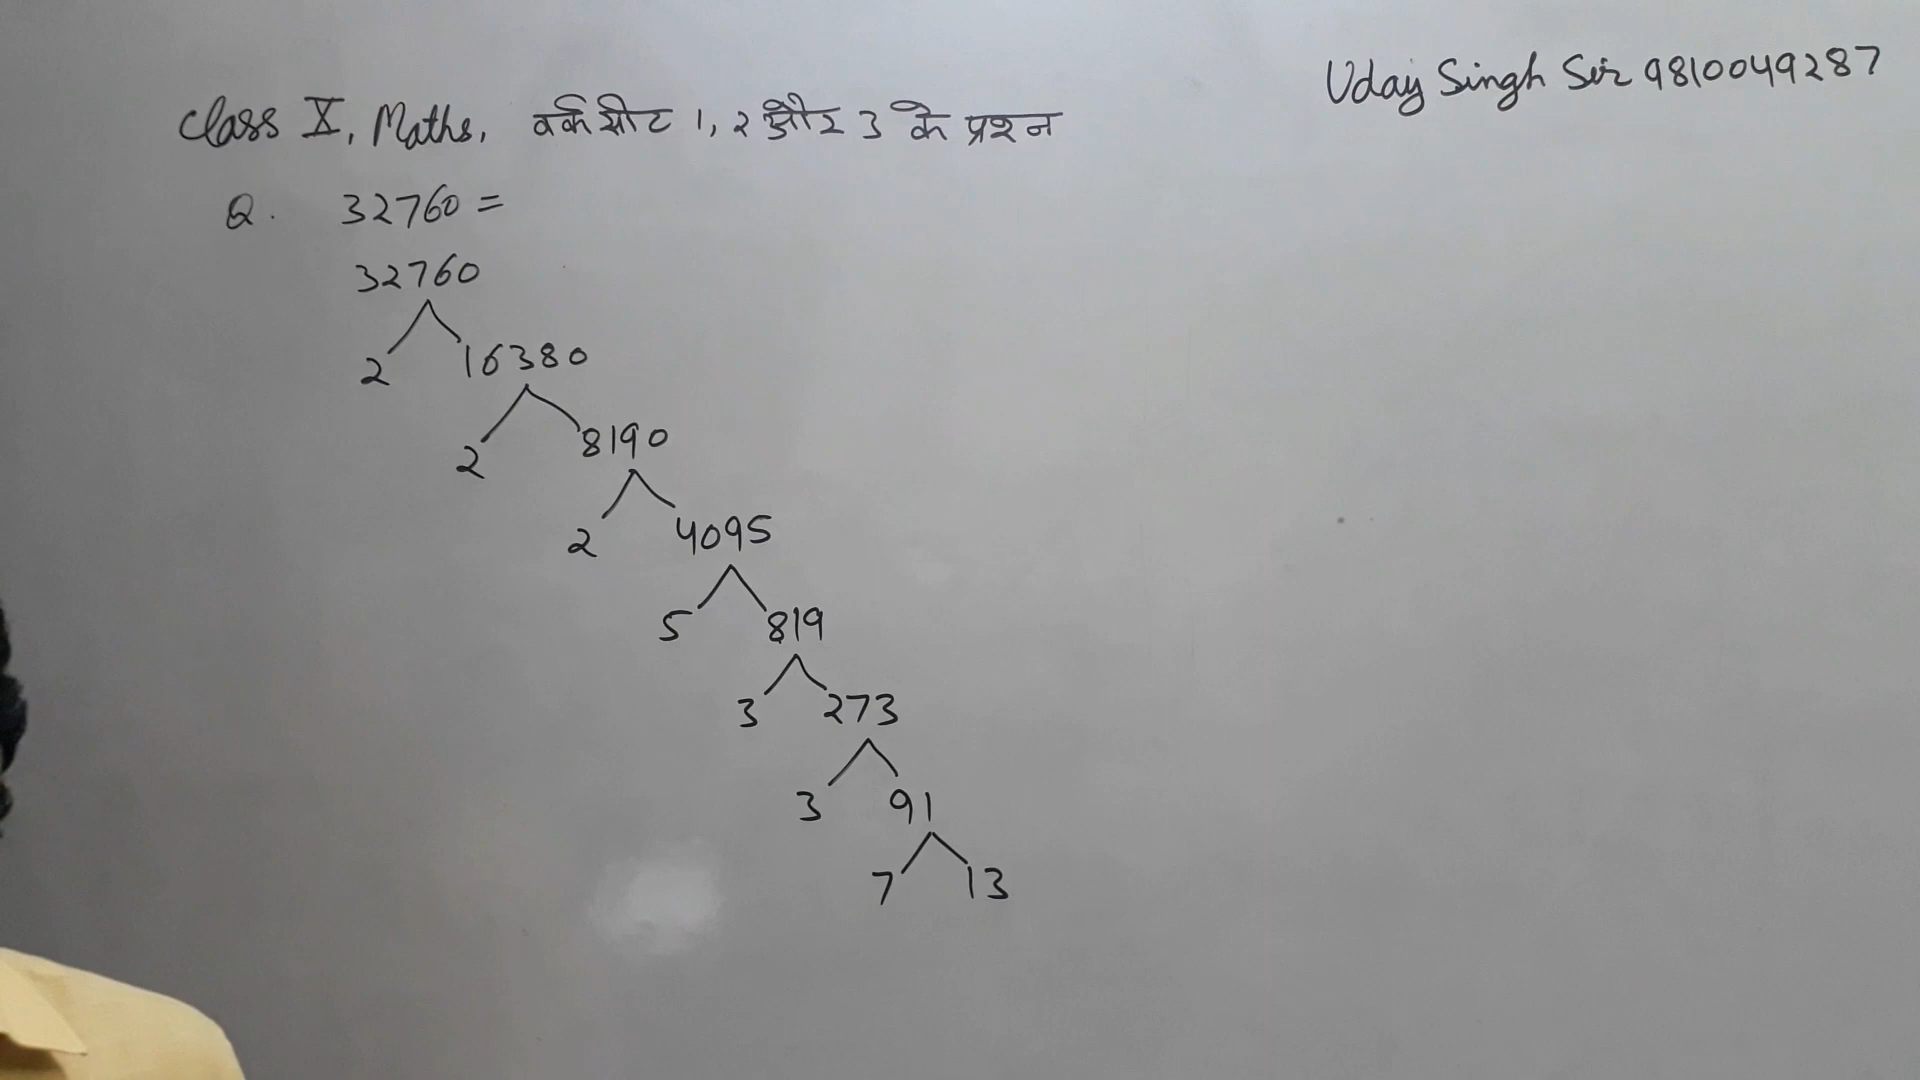 Uday Singh Sir 9810049287
Class X, Maths, वर्कशीट 1, 2 और 3 के प्रश्न
Q. 32760 =
32760
2 16380
2 8190
2 4095
5 819
3 273
3 91
7 13